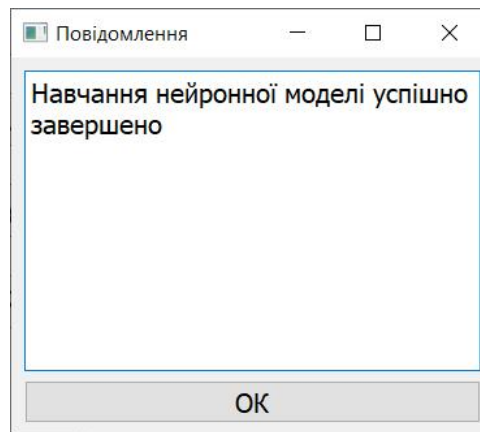 Повідомлення
Навчання нейронної моделі успішно
завершено
ОК